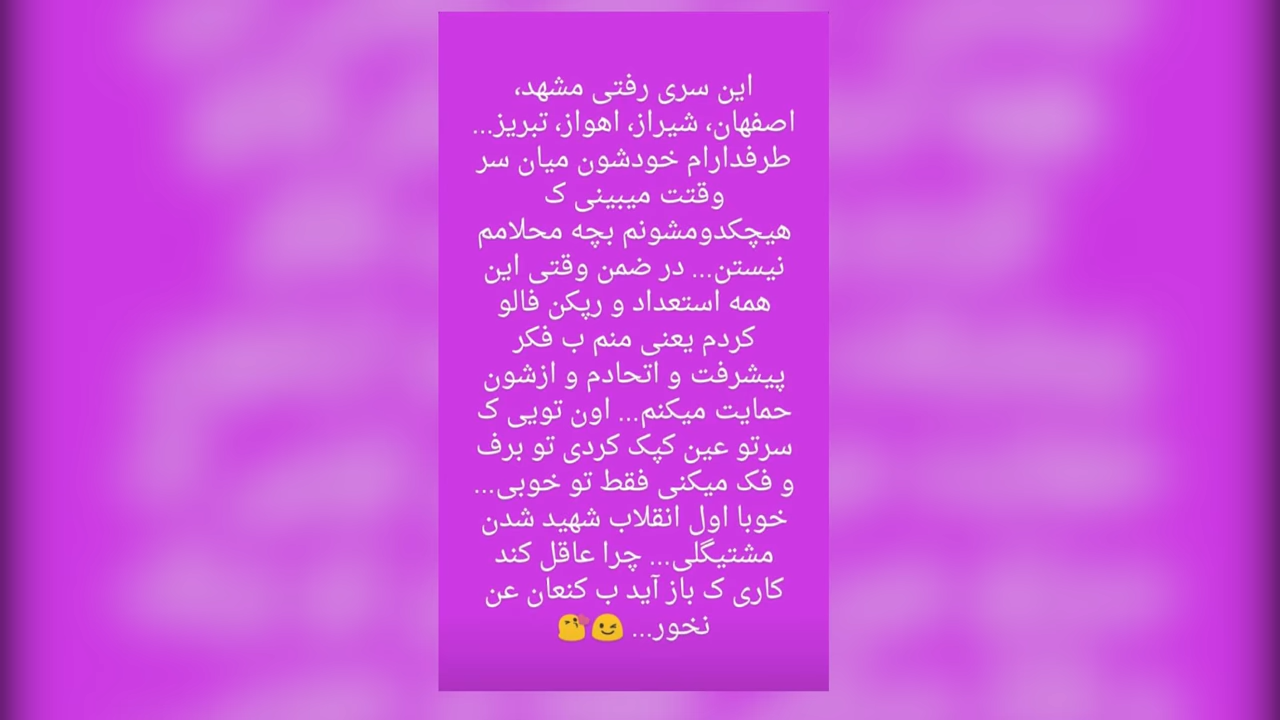 این سری رفتی مشهد،
اصفهان، شیراز، اهواز، تبریز...
طرفدارام خودشون میان سر
وقتت میبینی ک
هیچکدومشونم بچه محلامم
نیستن... در ضمن وقتی این
همه استعداد و رپکن فالو
کردم یعنی منم ب فکر
پیشرفت و اتحادم و ازشون
حمایت میکنم... اون تویی ک
سرتو عین کپک کردی تو برف
و فک میکنی فقط تو خوبی...
خوبا اول انقلاب شهید شدن
مشتیگلی... چرا عاقل کند
کاری ک باز آید ب کنعان عن
نخور... 😉😘